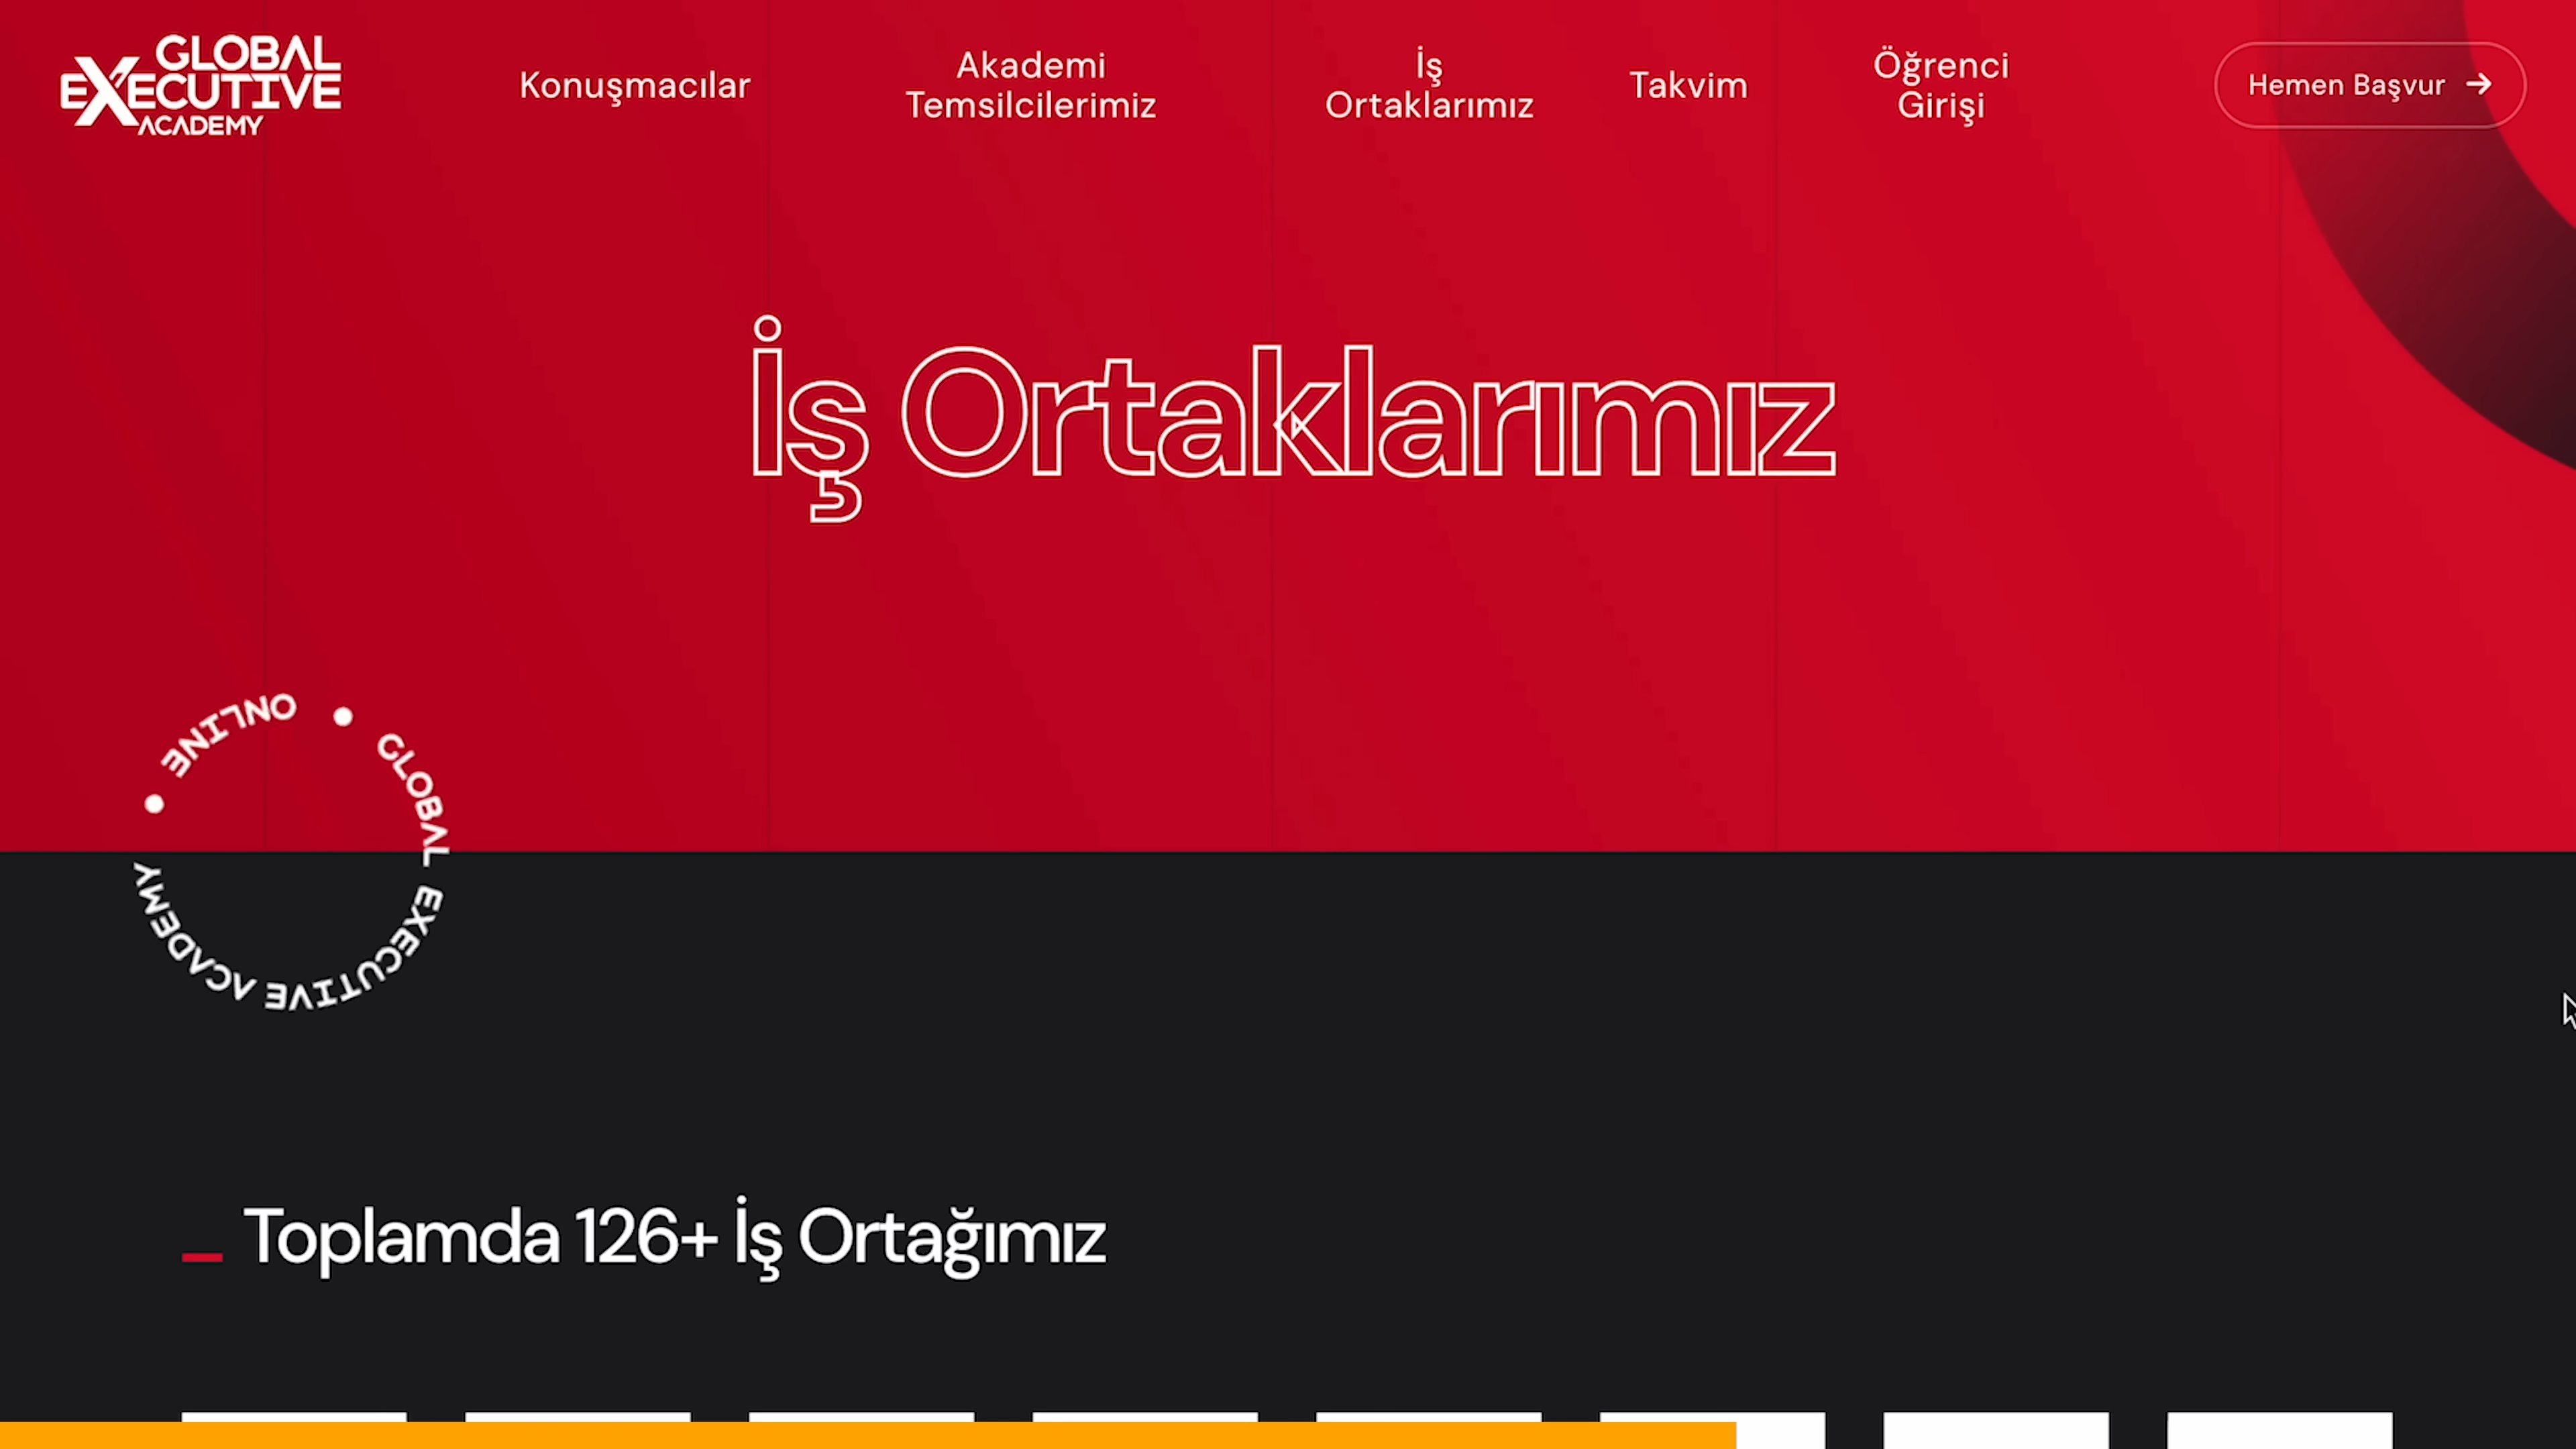 GLOBAL
EXECUTIVE
ACADEMY
Konuşmacılar
Akademi
Temsilcilerimiz
İş
Ortaklarımız
Takvim
Öğrenci
Girişi
Hemen Başvur
İş Ortaklarımız
ONLINE • GLOBAL EXECUTIVE ACADEMY •
Toplamda 126+ İş Ortağımız